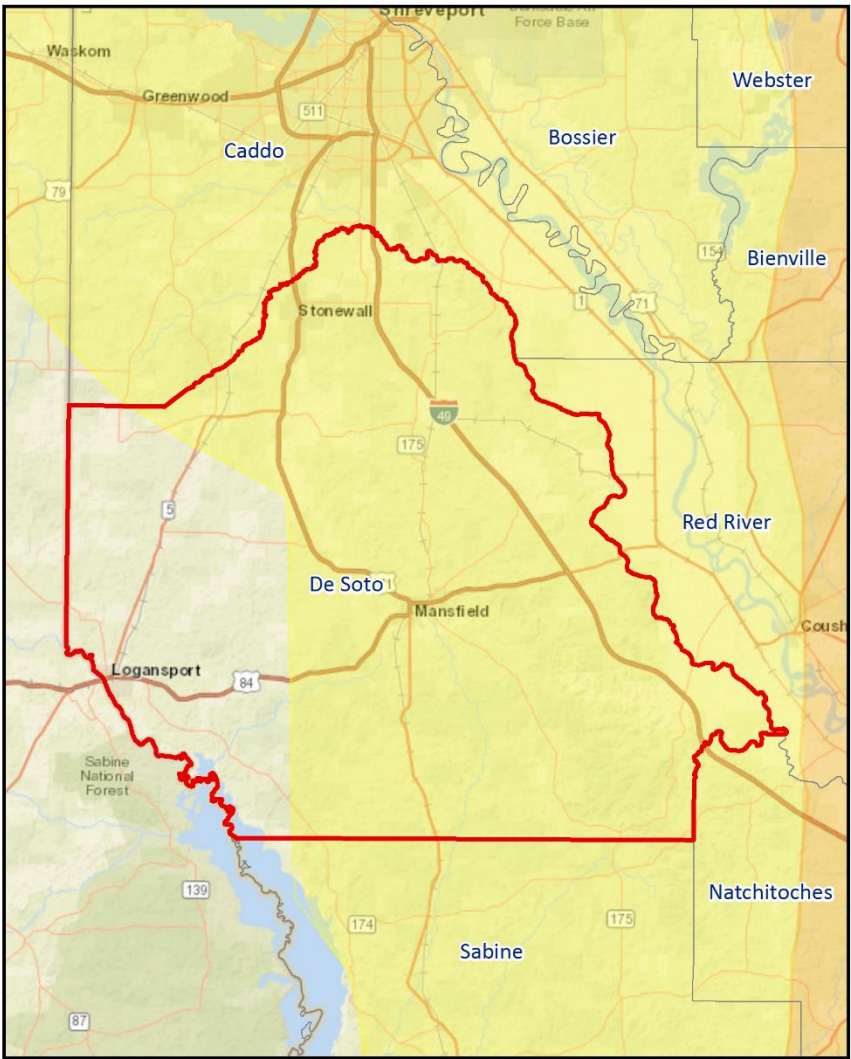 Shreveport
Force Base
Waskom
Webster
Greenwood
511
Bossier
Caddo
79
154
Bienville
1
71
Stonewall
49
175
5
Red River
De Soto
Mansfield
Coush
Logansport
84
Sabine
National
Forest
139
Natchitoches
174
175
Sabine
87